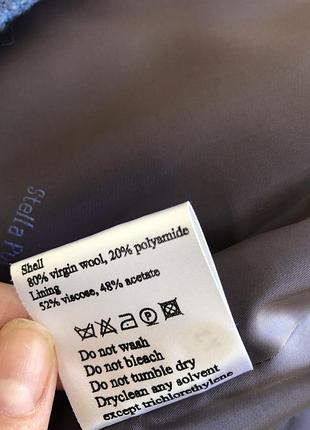 Stella
Shell
80% virgin wool, 20% polyamide
Lining
52% viscose, 48% acetate
P
Do not wash
Do not bleach
Do not tumble dry
Dryclean any solvent
except trichlorethylene